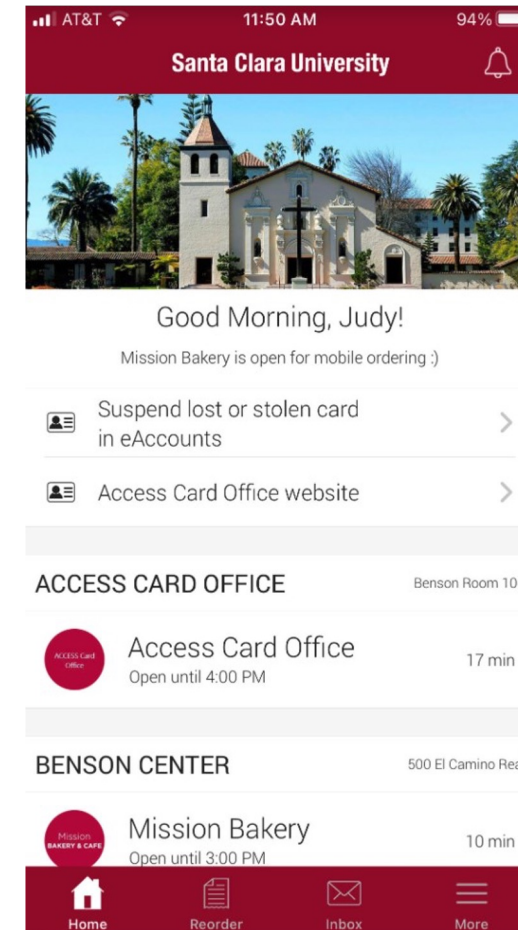 AT&T 11:50 AM 94%
Santa Clara University
Good Morning, Judy!
Mission Bakery is open for mobile ordering :)
Suspend lost or stolen card
in eAccounts
Access Card Office website
ACCESS CARD OFFICE Benson Room 10
ACCESS Card
Office
Access Card Office
Open until 4:00 PM
17 min
BENSON CENTER 500 El Camino Rea
Mission
BAKERY & CAFE
Mission Bakery
Open until 3:00 PM
10 min
Home Reorder Inbox More